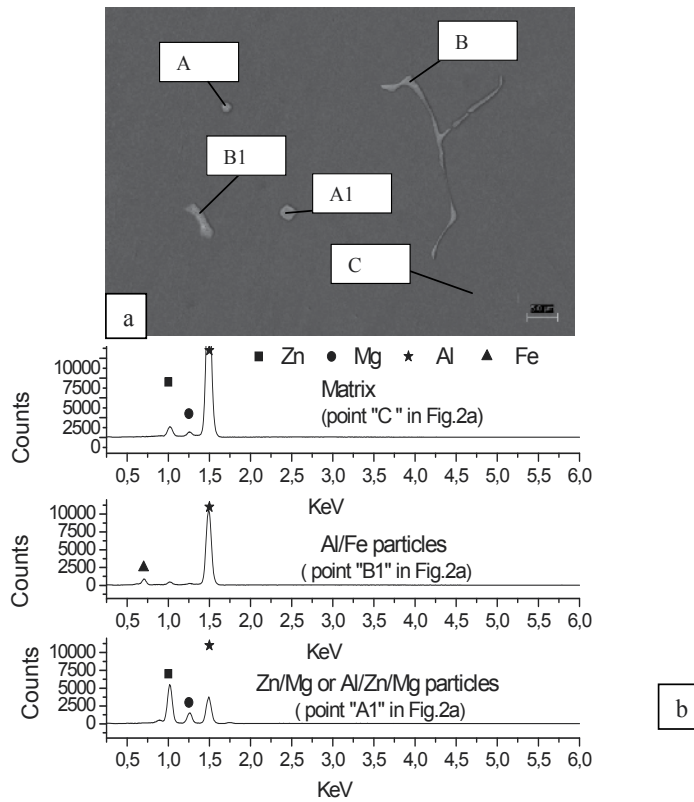 A
B
B1
A1
C
a
10000
7500
5000
2500
0
Counts
■ Zn ● Mg ★ Al ▲ Fe
Matrix
(point "C " in Fig.2a)
0,5 1,0 1,5 2,0 2,5 3,0 3,5 4,0 4,5 5,0 5,5 6,0
KeV
10000
7500
5000
2500
0
Counts
Al/Fe particles
( point "B1" in Fig.2a)
0,5 1,0 1,5 2,0 2,5 3,0 3,5 4,0 4,5 5,0 5,5 6,0
KeV
10000
7500
5000
2500
0
Counts
Zn/Mg or Al/Zn/Mg particles
( point "A1" in Fig.2a)
0,5 1,0 1,5 2,0 2,5 3,0 3,5 4,0 4,5 5,0 5,5 6,0
KeV
b